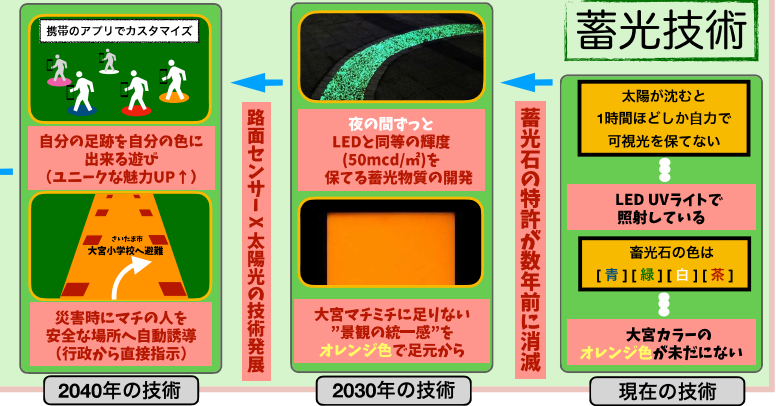 蓄光技術
太陽が沈むと
1時間ほどしか自力で
可視光を保てない
LED UVライトで
照射している
蓄光石の色は
[青][緑][白][茶]
大宮カラーの
オレンジ色が未だにない
現在の技術
蓄光石の特許が数年前に消滅
夜の間ずっと
LEDと同等の輝度
(50mcd/㎡)を
保てる蓄光物質の開発
大宮マチミチに足りない
”景観の統一感”を
オレンジ色で足元から
2030年の技術
路面センサー×太陽光の技術発展
携帯のアプリでカスタマイズ
自分の足跡を自分の色に
出来る遊び
(ユニークな魅力UP↑)
さいたま市
大宮小学校へ避難
災害時にマチの人を
安全な場所へ自動誘導
(行政から直接指示)
2040年の技術